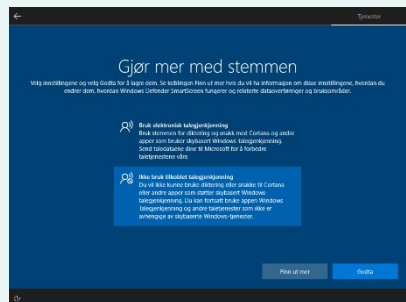 Tjenester
Gjør mer med stemmen
Velg innstillingene og velg Godta for å lagre dem. Se koblingen Finn ut mer hvis du vil ha informasjon om disse innstillingene, hvordan du
endrer dem, hvordan Windows Defender SmartScreen fungerer og relaterte dataoverføringer og bruksområder.
Bruk elektronisk talegjenkjenning
Bruk stemmen for diktering og snakk med Cortana og andre
apper som bruker skybasert Windows talegjenkjenning.
Send taledataene dine til Microsoft for å forbedre
taletjenestene våre.
Ikke bruk tilkoblet talegjenkjenning
Du vil ikke kunne bruke diktering eller snakke til Cortana
eller andre apper som støtter skybasert Windows-
talegjenkjenning. Du kan fortsatt bruke appen Windows
Talegjenkjenning og andre taletjenester som ikke er
avhengige av skybaserte Windows-tjenester.
Finn ut mer
Godta